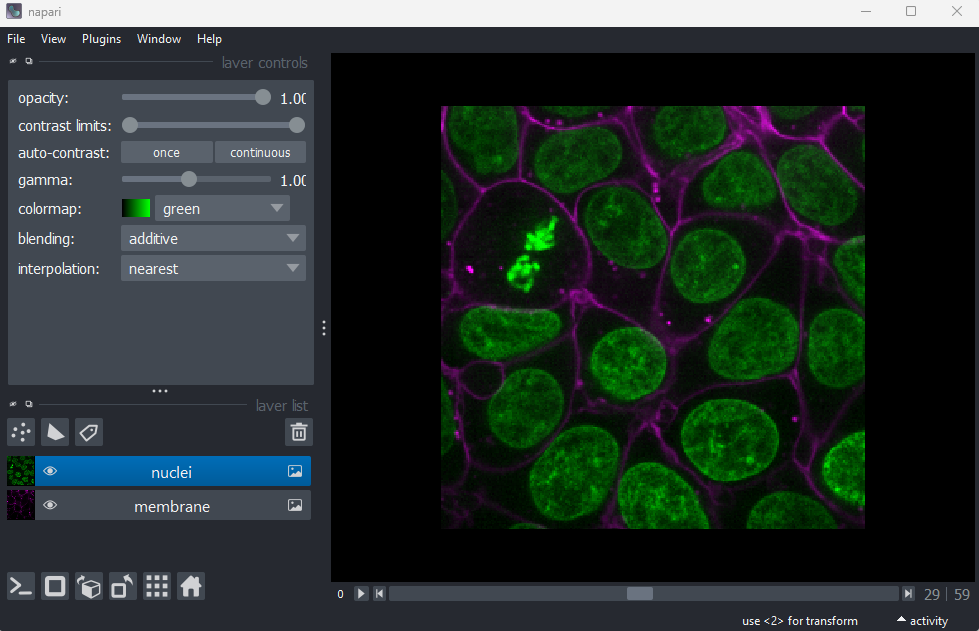 napari
File View Plugins Window Help
layer controls
opacity: 1.00
contrast limits:
auto-contrast: once continuous
gamma: 1.00
colormap: green
blending: additive
interpolation: nearest
layer list
nuclei
membrane
0 29 | 59
use <2> for transform activity